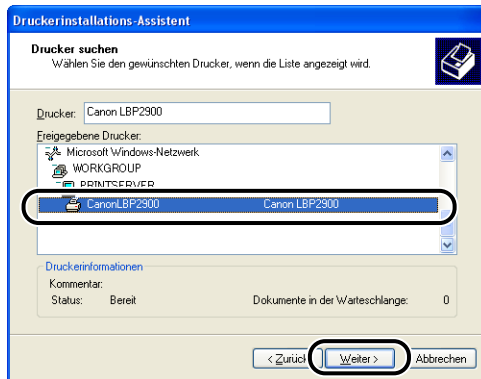 Druckerinstallations-Assistent
Drucker suchen
Wählen Sie den gewünschten Drucker, wenn die Liste angezeigt wird.
Drucker: Canon LBP2900
Freigegebene Drucker:
Microsoft Windows-Netzwerk
WORKGROUP
PRINTSERVER
CanonLBP2900 Canon LBP2900
Druckerinformationen
Kommentar:
Status: Bereit Dokumente in der Warteschlange: 0
< Zurück Weiter > Abbrechen